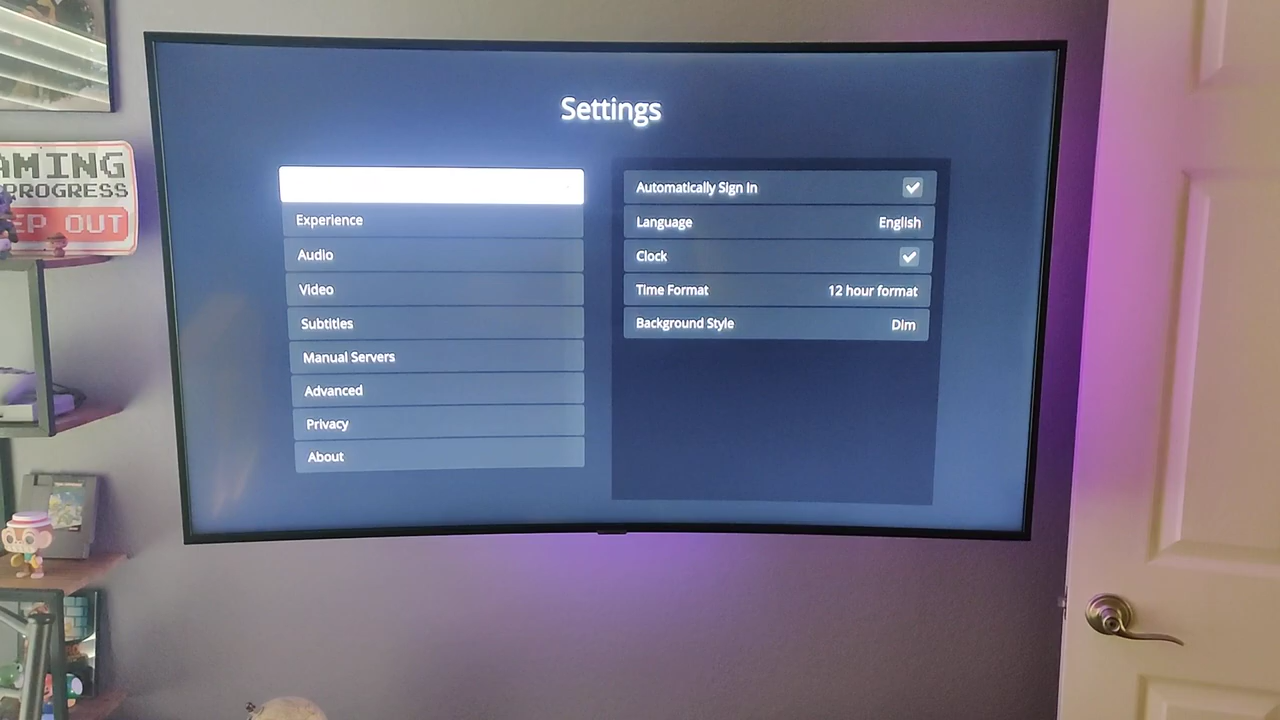 Settings
Experience
Audio
Video
Subtitles
Manual Servers
Advanced
Privacy
About
Automatically Sign In
Language English
Clock
Time Format 12 hour format
Background Style Dim
AMING
PROGRESS
EP OUT